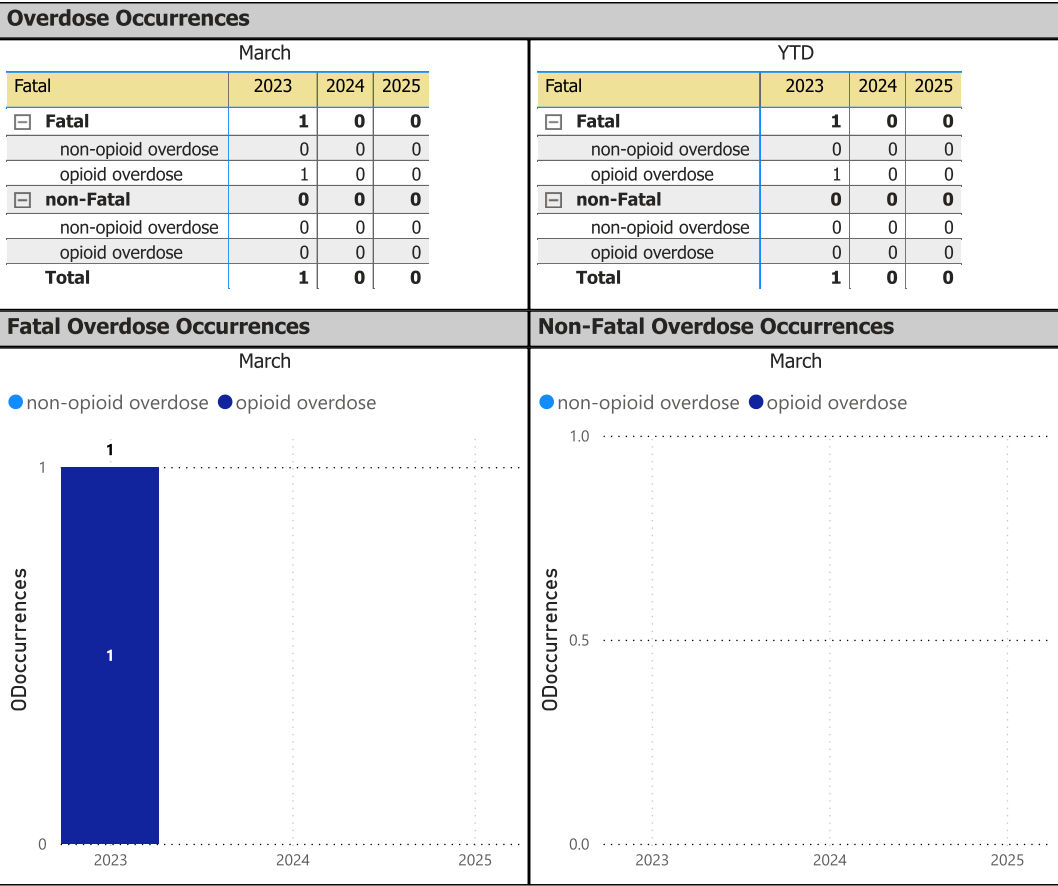 Overdose Occurrences
March
Fatal 2023 2024 2025
Fatal 1 0 0
non-opioid overdose 0 0 0
opioid overdose 1 0 0
non-Fatal 0 0 0
non-opioid overdose 0 0 0
opioid overdose 0 0 0
Total 1 0 0
YTD
Fatal 2023 2024 2025
Fatal 1 0 0
non-opioid overdose 0 0 0
opioid overdose 1 0 0
non-Fatal 0 0 0
non-opioid overdose 0 0 0
opioid overdose 0 0 0
Total 1 0 0
Fatal Overdose Occurrences
March
non-opioid overdose opioid overdose
1
1
ODoccurrences
1
0
2023 2024 2025
Non-Fatal Overdose Occurrences
March
non-opioid overdose opioid overdose
1.0
ODoccurrences
0.5
0.0
2023 2024 2025